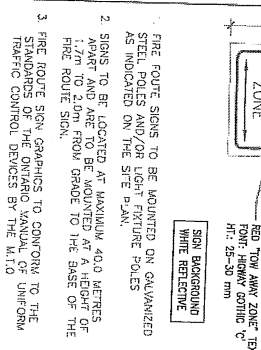 ZONE
RED "TOW AWAY ZONE" TEX
FONT: HIGWAY GOTHIC 'C'
HT: 25-30 mm
SIGN BACKGROUND
WHITE REFLECTIVE
1. FIRE ROUTE SIGNS TO BE MOUNTED ON GALVANIZED
STEEL POLES AND/OR LIGHT FIXTURE POLES
AS INDICATED ON THE SITE PLAN.
2. SIGNS TO BE LOCATED AT MAXIMUM 40.0 METRES
APART AND ARE TO BE MOUNTED AT A HEIGHT OF
1.7m TO 2.0m FROM GRADE TO THE BASE OF THE
FIRE ROUTE SIGN.
3. FIRE ROUTE SIGN GRAPHICS TO CONFORM TO THE
STANDARDS OF THE ONTARIO MANUAL OF UNIFORM
TRAFFIC CONTROL DEVICES BY THE M.T.O